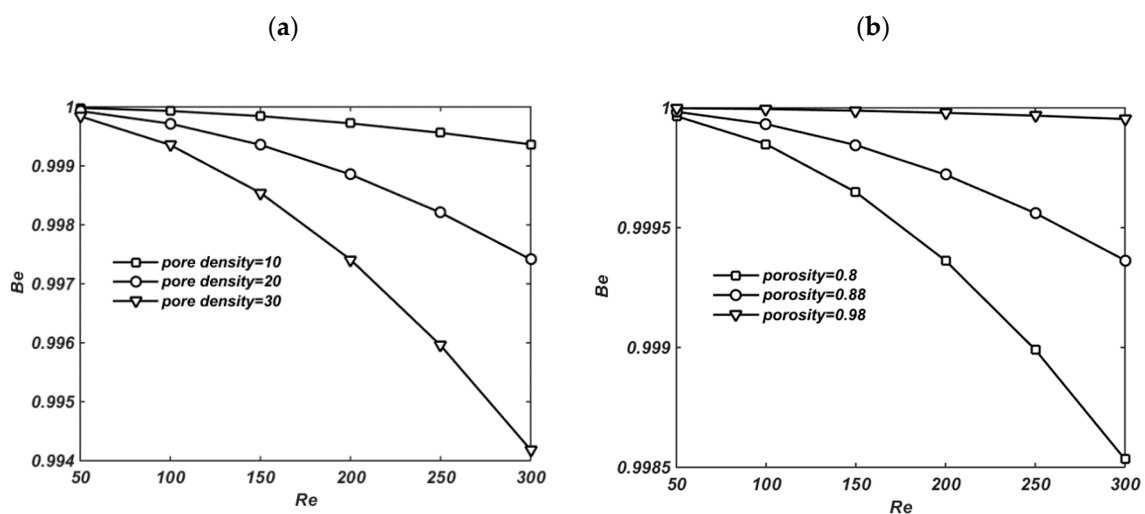 (a)
1
0.999
0.998
0.997
0.996
0.995
0.994
Be
pore density=10
pore density=20
pore density=30
50 100 150 200 250 300
Re
(b)
1
0.9995
0.999
0.9985
Be
porosity=0.8
porosity=0.88
porosity=0.98
50 100 150 200 250 300
Re